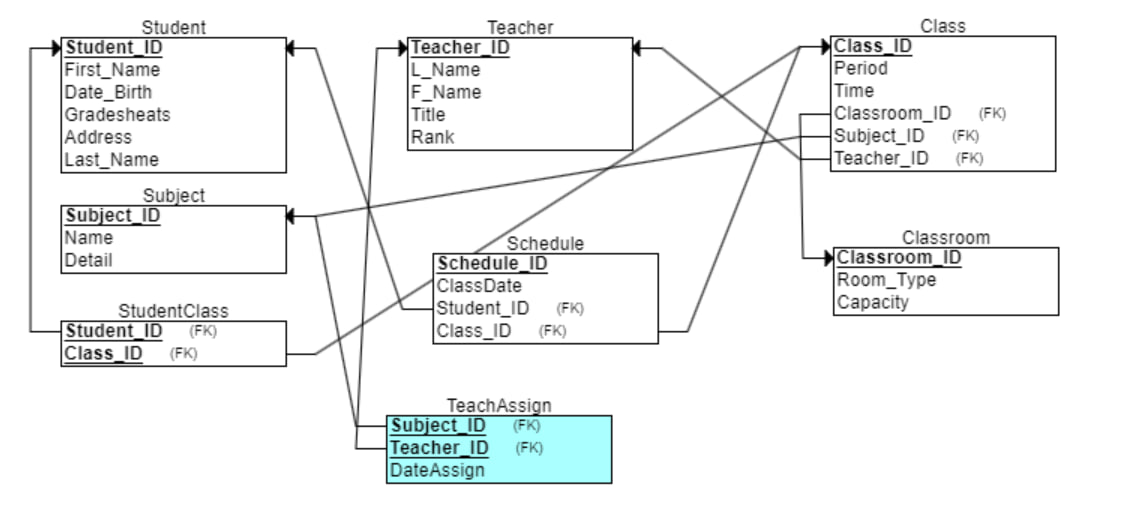 Student
Student_ID
First_Name
Date_Birth
Gradesheats
Address
Last_Name
Teacher
Teacher_ID
L_Name
F_Name
Title
Rank
Class
Class_ID
Period
Time
Classroom_ID (FK)
Subject_ID (FK)
Teacher_ID (FK)
Subject
Subject_ID
Name
Detail
Schedule
Schedule_ID
ClassDate
Student_ID (FK)
Class_ID (FK)
Classroom
Classroom_ID
Room_Type
Capacity
StudentClass
Student_ID (FK)
Class_ID (FK)
TeachAssign
Subject_ID (FK)
Teacher_ID (FK)
DateAssign